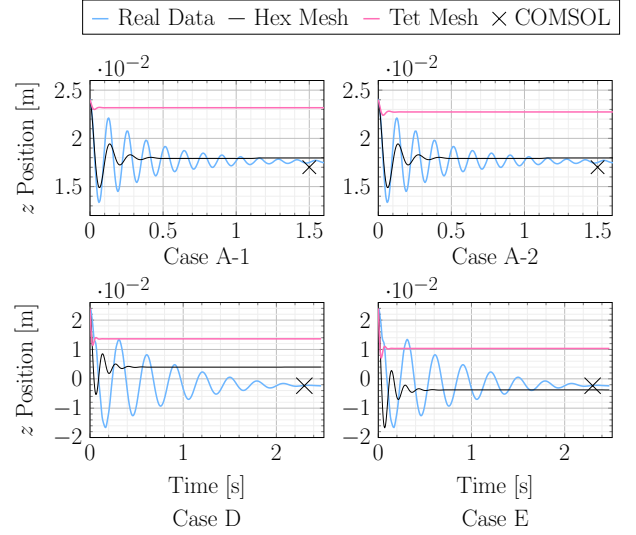 Real Data Hex Mesh Tet Mesh COMSOL
·10⁻² ·10⁻²
z Position [m]
2.5 2.5
2 2
1.5 1.5
0 0.5 1 1.5 0 0.5 1 1.5
Case A-1 Case A-2
·10⁻² ·10⁻²
z Position [m]
2 2
1 1
0 0
−1 −1
−2 −2
0 1 2 0 1 2
Time [s] Time [s]
Case D Case E